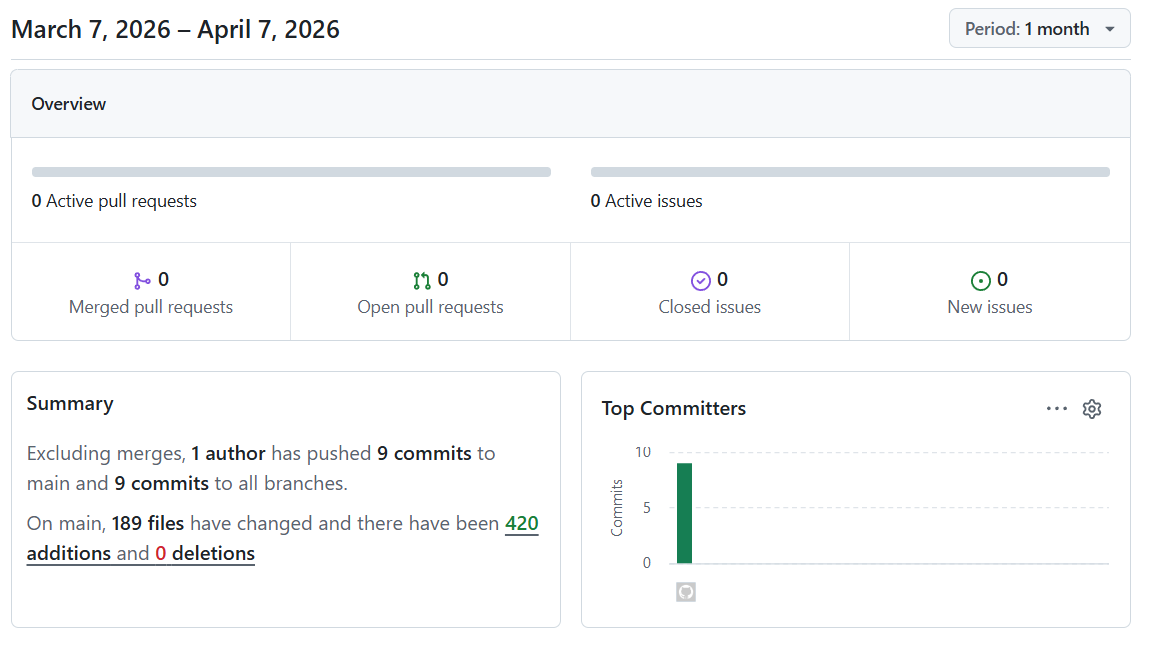 March 7, 2026 – April 7, 2026
Period: 1 month
Overview
0 Active pull requests
0 Active issues
0
Merged pull requests
0
Open pull requests
0
Closed issues
0
New issues
Summary
Excluding merges, 1 author has pushed 9 commits to
main and 9 commits to all branches.
On main, 189 files have changed and there have been 420
additions and 0 deletions
Top Committers
10
5
0
Commits